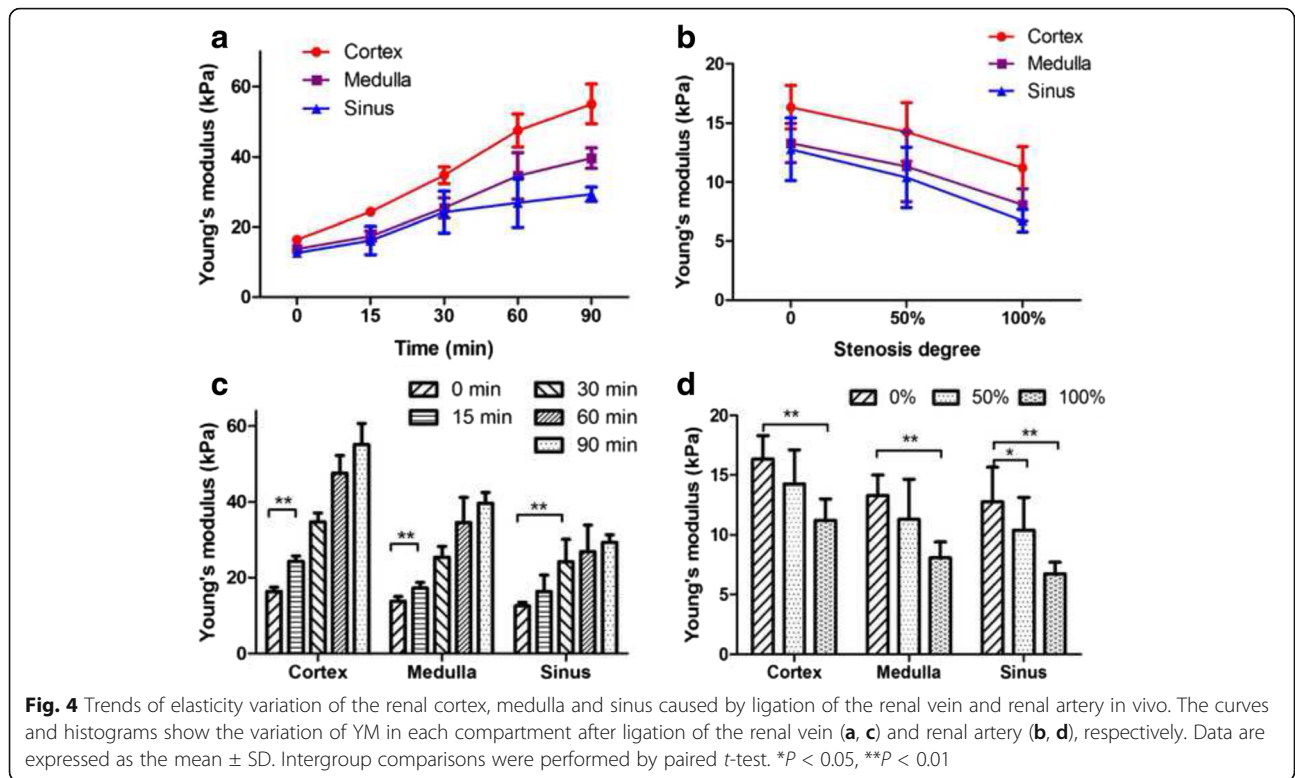 a
Cortex
Medulla
Sinus
Young's modulus (kPa)
60
40
20
0
0 15 30 60 90
Time (min)
b
Cortex
Medulla
Sinus
Young's modulus (kPa)
20
15
10
5
0
0 50% 100%
Stenosis degree
c
0 min 30 min
15 min 60 min
90 min
Young's modulus (kPa)
60
40
20
0
** ** **
Cortex Medulla Sinus
d
0% 50% 100%
Young's modulus (kPa)
20
15
10
5
0
** ** ** *
Cortex Medulla Sinus
Fig. 4 Trends of elasticity variation of the renal cortex, medulla and sinus caused by ligation of the renal vein and renal artery in vivo. The curves
and histograms show the variation of YM in each compartment after ligation of the renal vein (a, c) and renal artery (b, d), respectively. Data are
expressed as the mean ± SD. Intergroup comparisons were performed by paired t-test. *P < 0.05, **P < 0.01